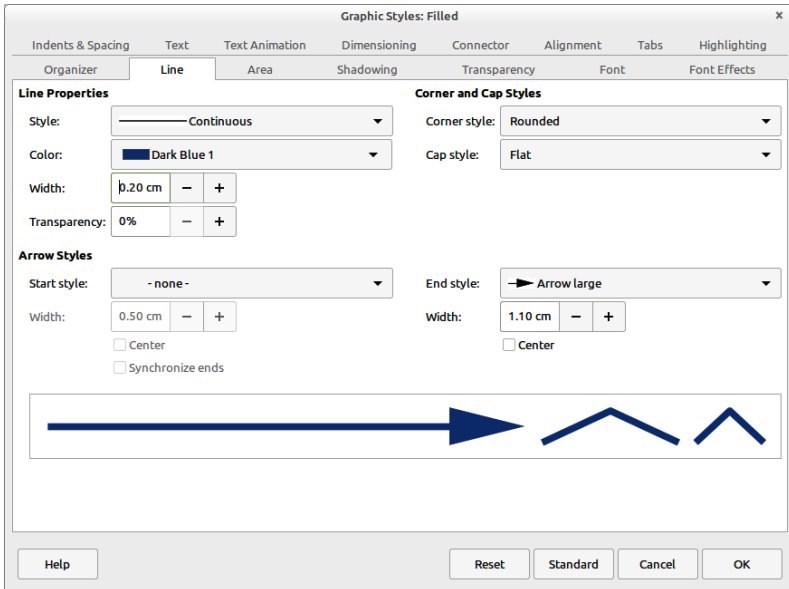 Graphic Styles: Filled x
Indents & Spacing Text Text Animation Dimensioning Connector Alignment Tabs Highlighting
Organizer Line Area Shadowing Transparency Font Font Effects
Line Properties Corner and Cap Styles
Style: Continuous Corner style: Rounded
Color: Dark Blue 1 Cap style: Flat
Width: 0.20 cm − +
Transparency: 0% − +
Arrow Styles
Start style: - none - End style: Arrow large
Width: 0.50 cm − + Width: 1.10 cm − +
Center Center
Synchronize ends
Help Reset Standard Cancel OK